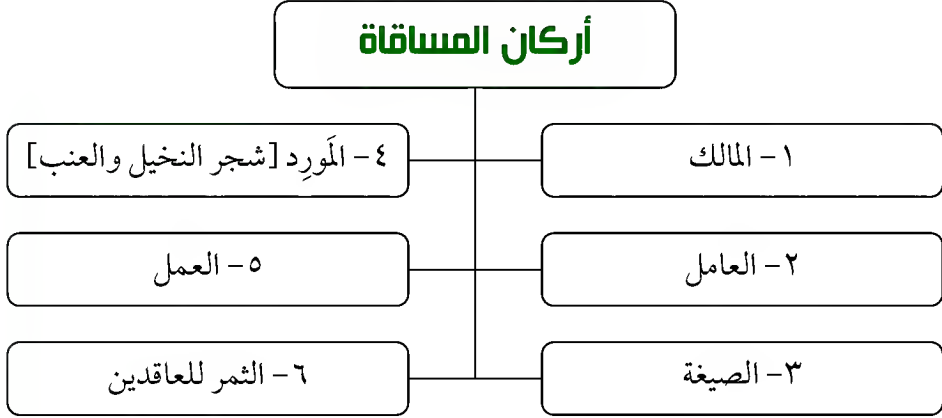 أركان المساقاة
١- المالك
٢- العامل
٣- الصيغة
٤- المَورِد [شجر النخيل والعنب]
٥- العمل
٦- الثمر للعاقدين